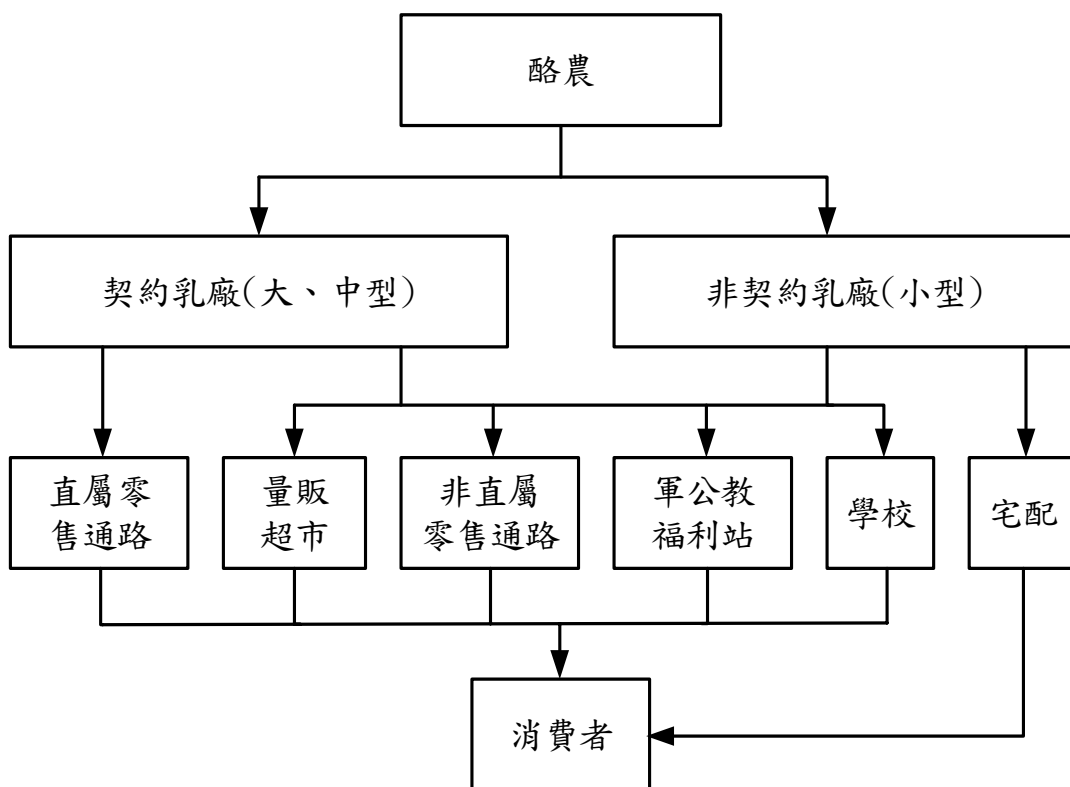 酪農
契約乳廠(大、中型)
非契約乳廠(小型)
直屬零
售通路
量販
超市
非直屬
零售通路
軍公教
福利站
學校
宅配
消費者